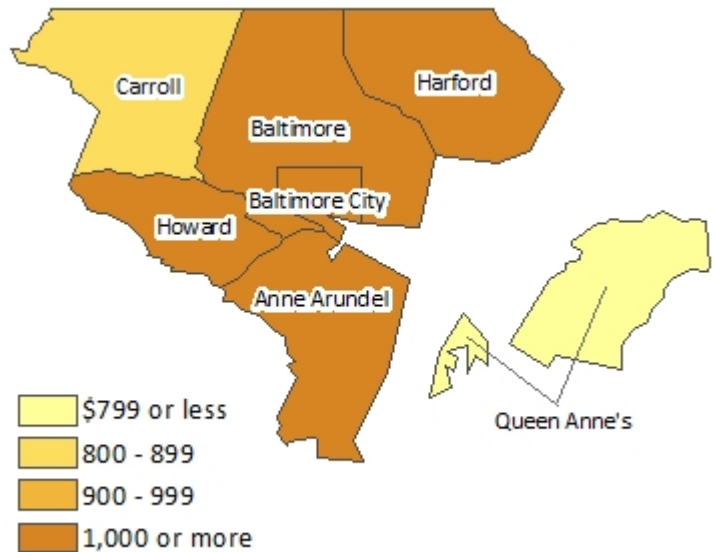 Carroll
Harford
Baltimore
Baltimore City
Howard
Anne Arundel
Queen Anne's
$799 or less
800 - 899
900 - 999
1,000 or more